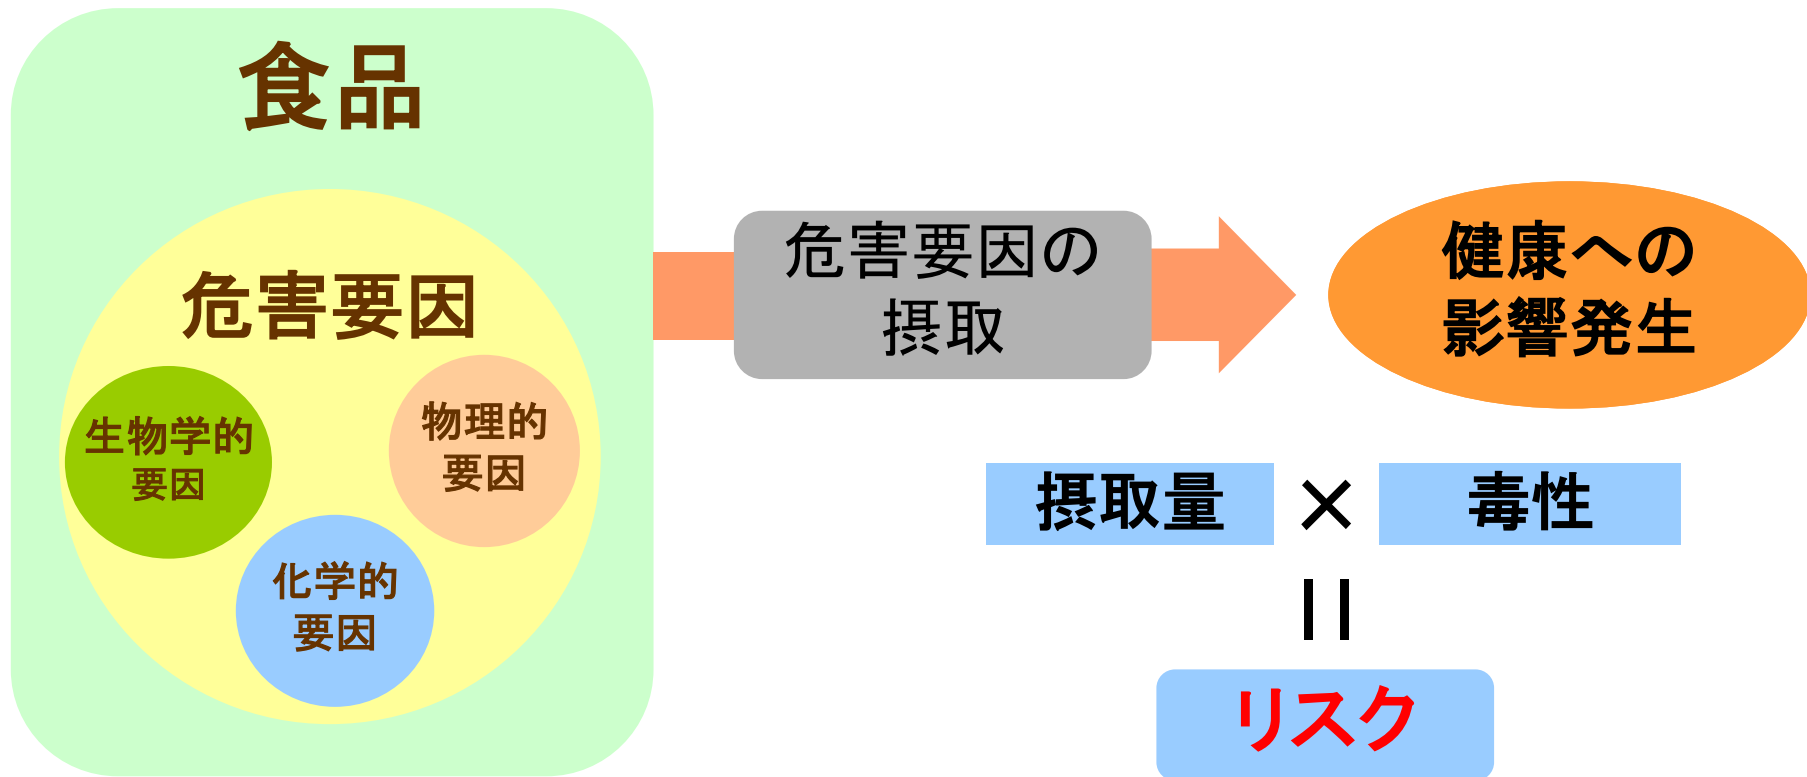 食品
危害要因
生物学的
要因
物理的
要因
化学的
要因
危害要因の
摂取
健康への
影響発生
摂取量 × 毒性
=
リスク